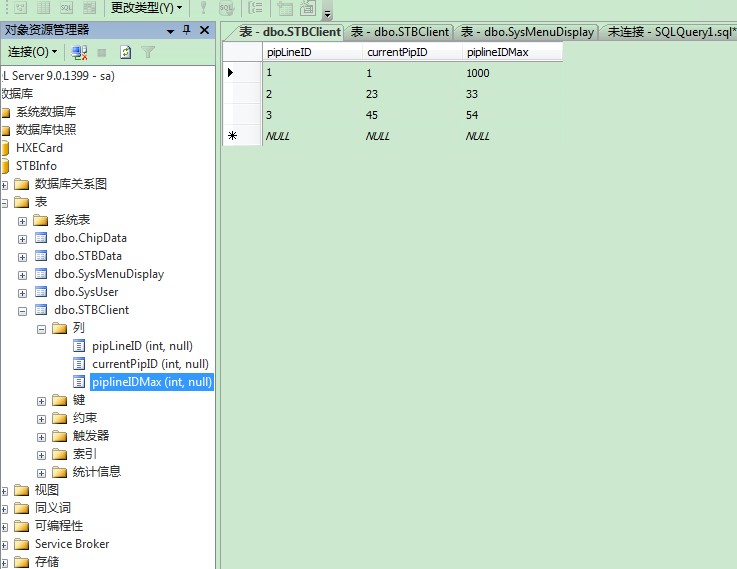 更改类型(Y)
对象资源管理器
连接(O)
L Server 9.0.1399 - sa)
数据库
系统数据库
数据库快照
HXECard
STBInfo
数据库关系图
表
系统表
dbo.ChipData
dbo.STBData
dbo.SysMenuDisplay
dbo.SysUser
dbo.STBClient
列
pipLineID (int, null)
currentPipID (int, null)
piplineIDMax (int, null)
键
约束
触发器
索引
统计信息
视图
同义词
可编程性
Service Broker
存储
表 - dbo.STBClient 表 - dbo.STBClient 表 - dbo.SysMenuDisplay 未连接 - SQLQuery1.sql*
pipLineID currentPipID piplineIDMax
1 1 1000
2 23 33
3 45 54
NULL NULL NULL